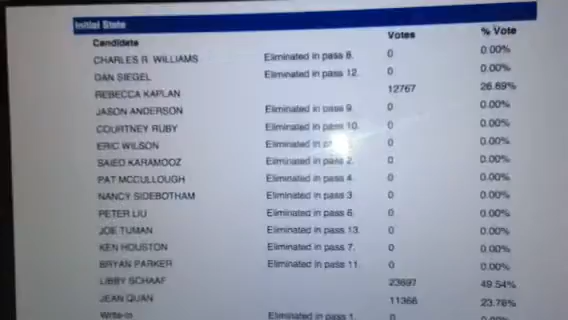 Initial State
Candidate Votes % Vote
CHARLES R. WILLIAMS Eliminated in pass 8. 0 0.00%
DAN SIEGEL Eliminated in pass 12. 0 0.00%
REBECCA KAPLAN 12767 26.69%
JASON ANDERSON Eliminated in pass 9. 0 0.00%
COURTNEY RUBY Eliminated in pass 10. 0 0.00%
ERIC WILSON Eliminated in 0 0.00%
SAIED KARAMOOZ Eliminated in pass 2. 0 0.00%
PAT MCCULLOUGH Eliminated in pass 4. 0 0.00%
NANCY SIDEBOTHAM Eliminated in pass 3. 0 0.00%
PETER LIU Eliminated in pass 6. 0 0.00%
JOE TUMAN Eliminated in pass 13. 0 0.00%
KEN HOUSTON Eliminated in pass 7. 0 0.00%
BRYAN PARKER Eliminated in pass 11. 0 0.00%
LIBBY SCHAAF 23697 49.54%
JEAN QUAN 11366 23.76%
Write-in Eliminated in pass 1. 0 0.00%